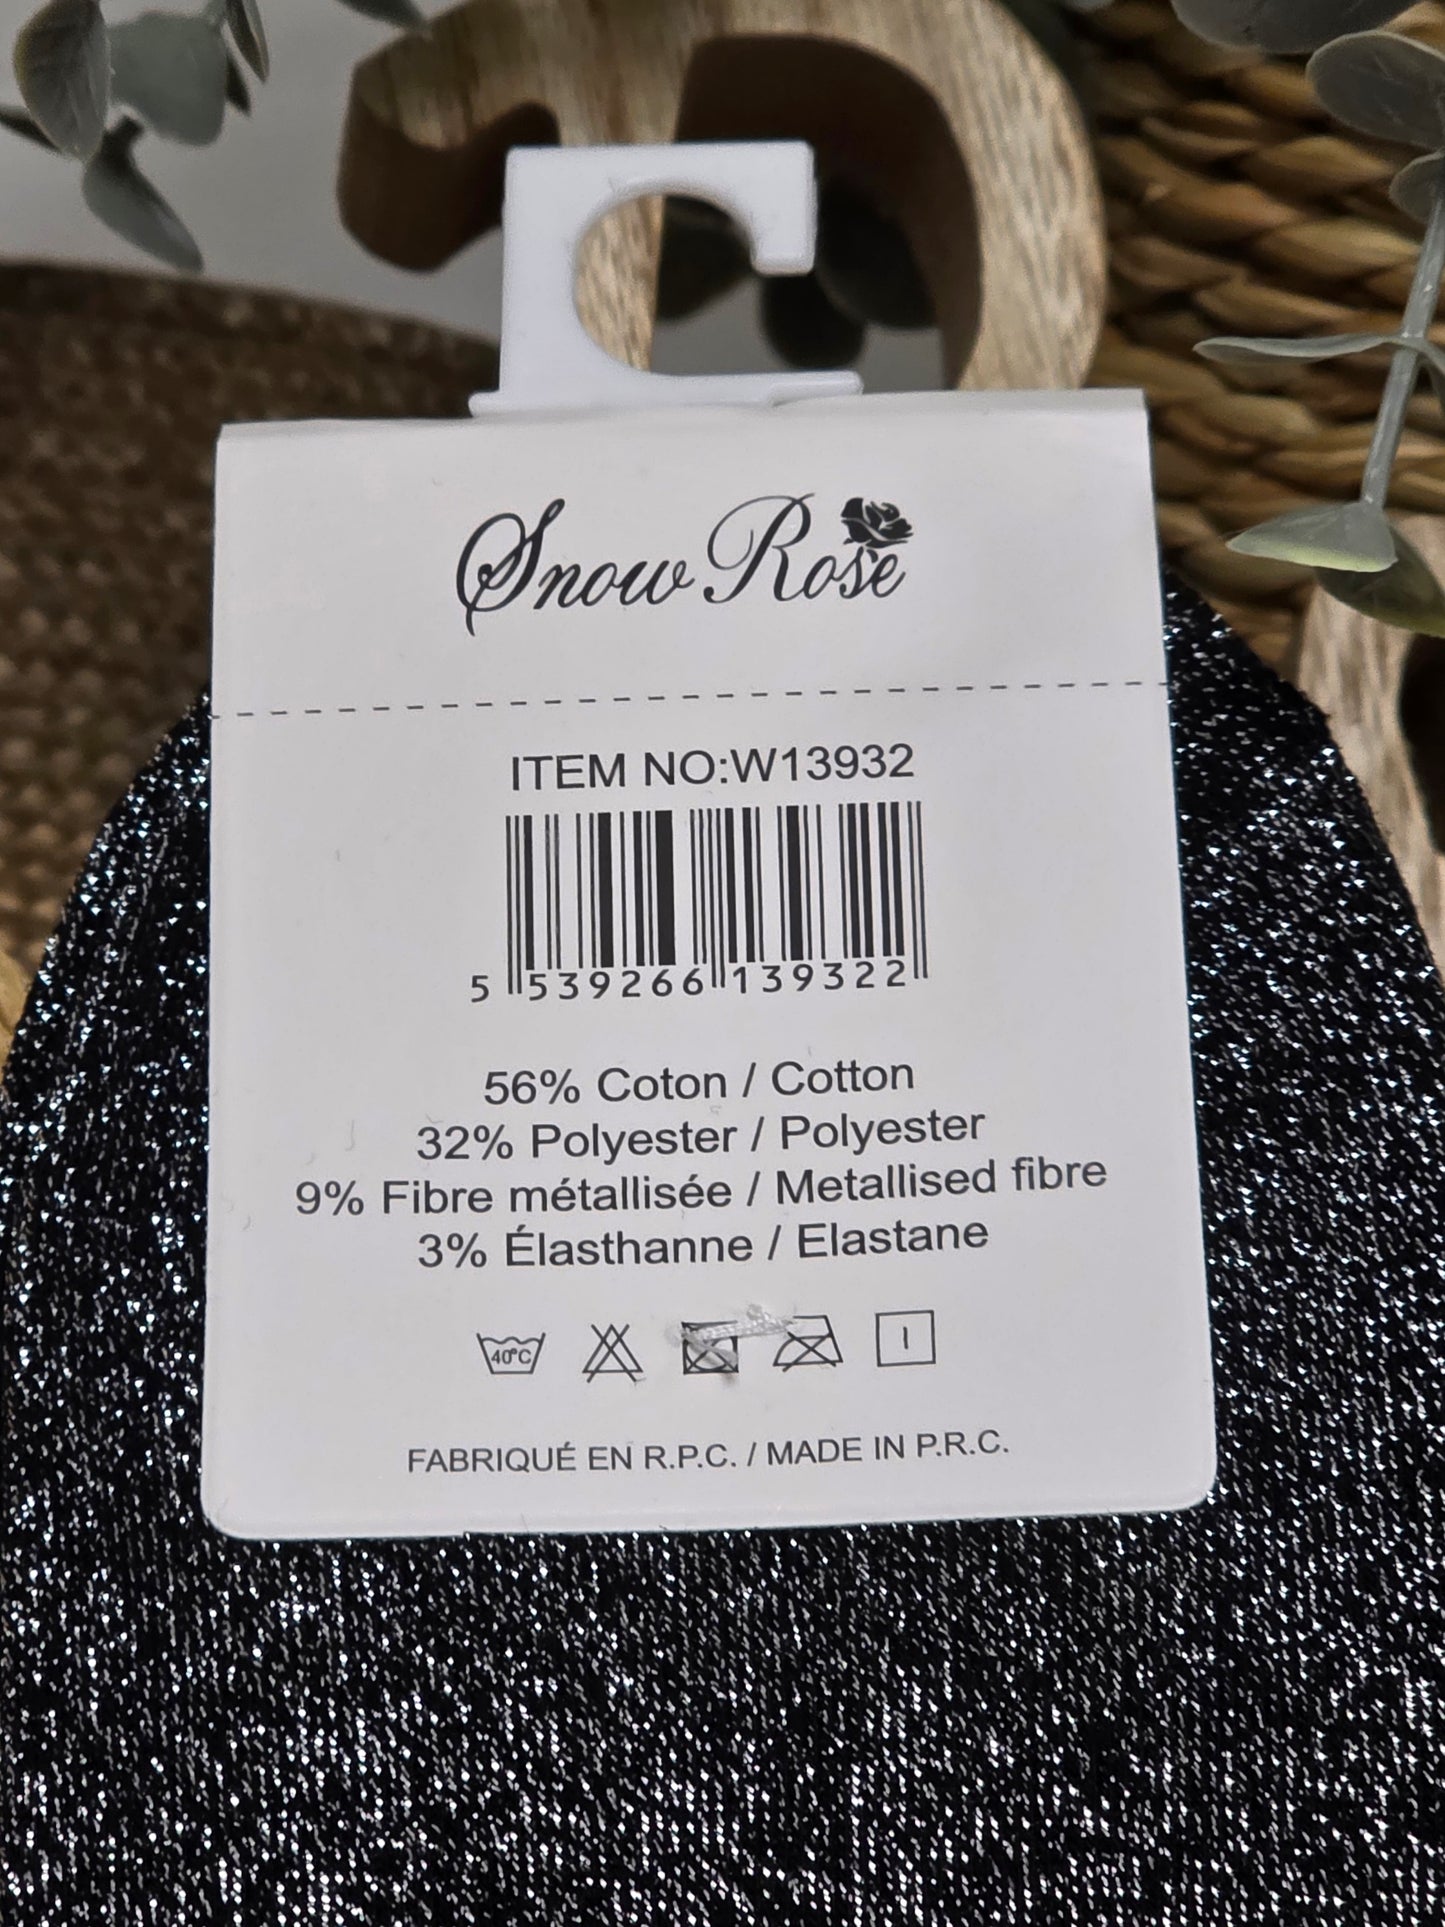 Snow Rose
ITEM NO:W13932
5 539266 139322
56% Coton / Cotton
32% Polyester / Polyester
9% Fibre métallisée / Metallised fibre
3% Élasthanne / Elastane
40°C
FABRIQUÉ EN R.P.C. / MADE IN P.R.C.